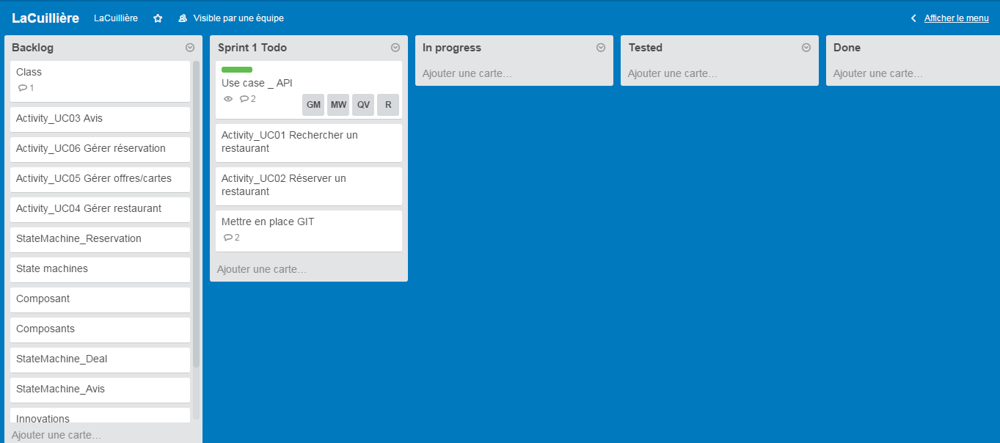 LaCuillière LaCuillière Visible par une équipe Afficher le menu
Backlog
Class
1
Activity_UC03 Avis
Activity_UC06 Gérer réservation
Activity_UC05 Gérer offres/cartes
Activity_UC04 Gérer restaurant
StateMachine_Reservation
State machines
Composant
Composants
StateMachine_Deal
StateMachine_Avis
Innovations
Ajouter une carte…
Sprint 1 Todo
Use case _ API
2
GM MW QV R
Activity_UC01 Rechercher un
restaurant
Activity_UC02 Réserver un
restaurant
Mettre en place GIT
2
Ajouter une carte…
In progress
Ajouter une carte…
Tested
Ajouter une carte…
Done
Ajouter une carte…